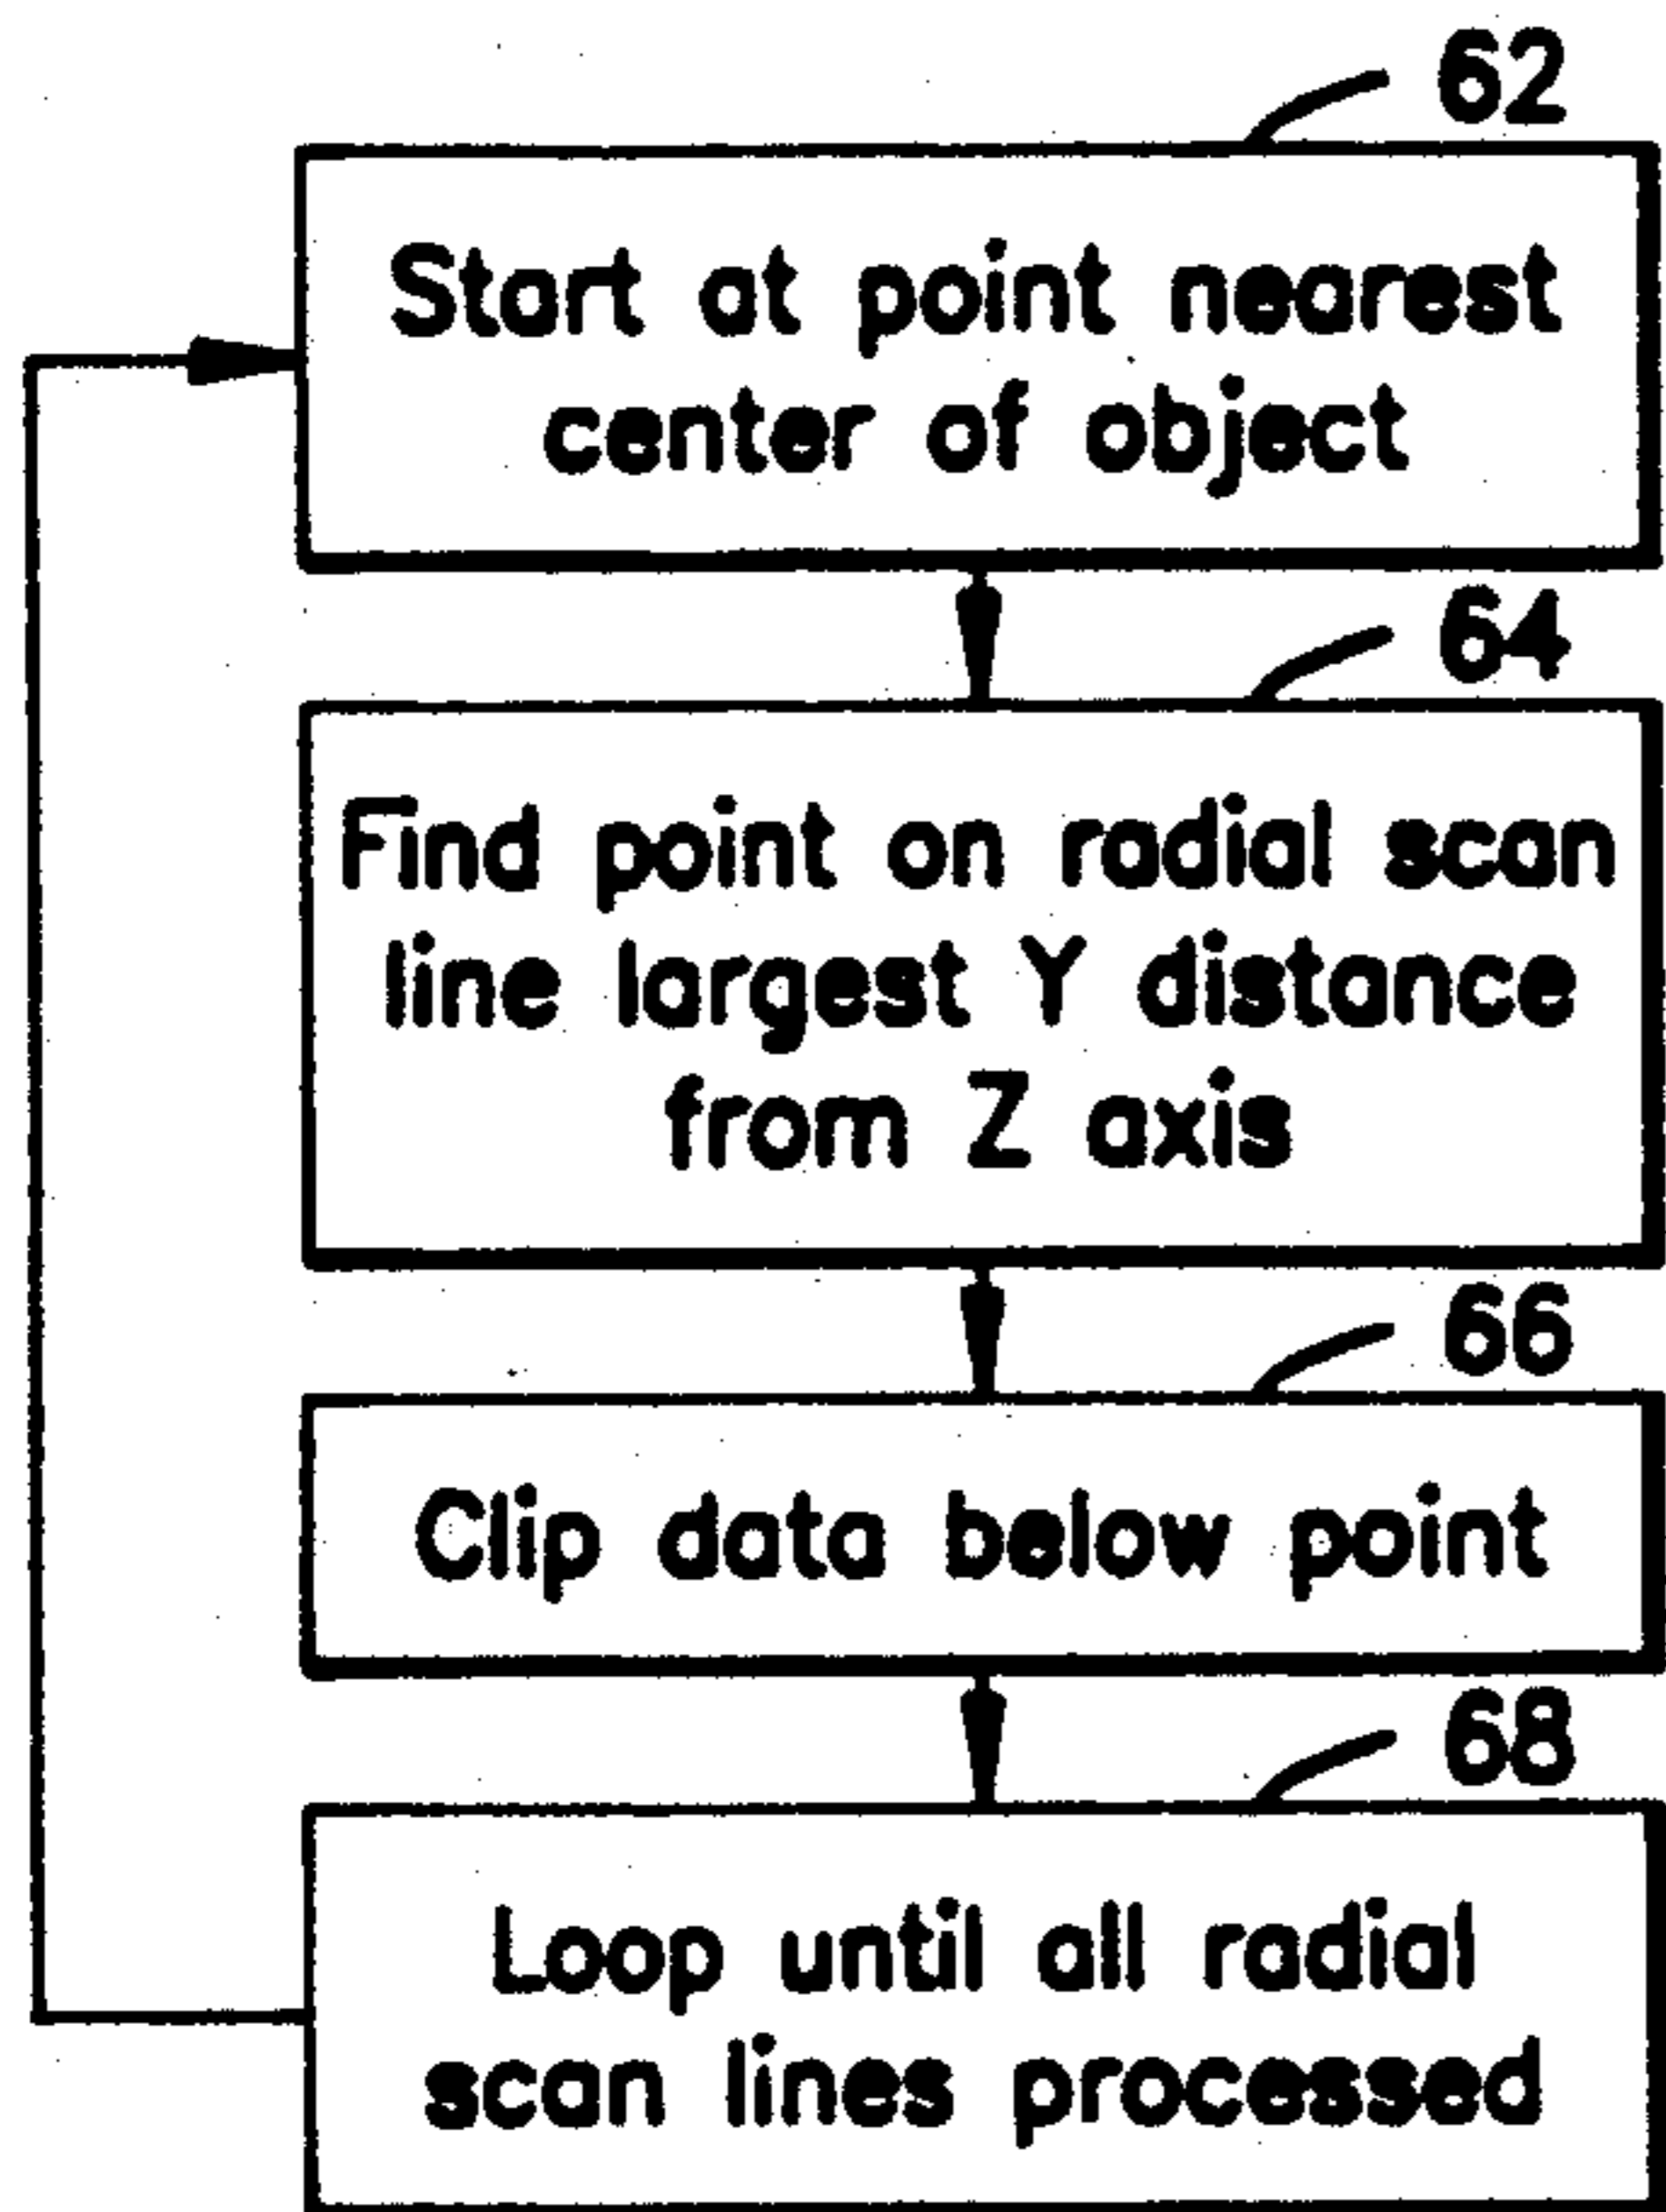 62
Start at point nearest
center of object
64
Find point on radial scan
line largest Y distance
from Z axis
66
Clip data below point
68
Loop until all radial
scan lines processed